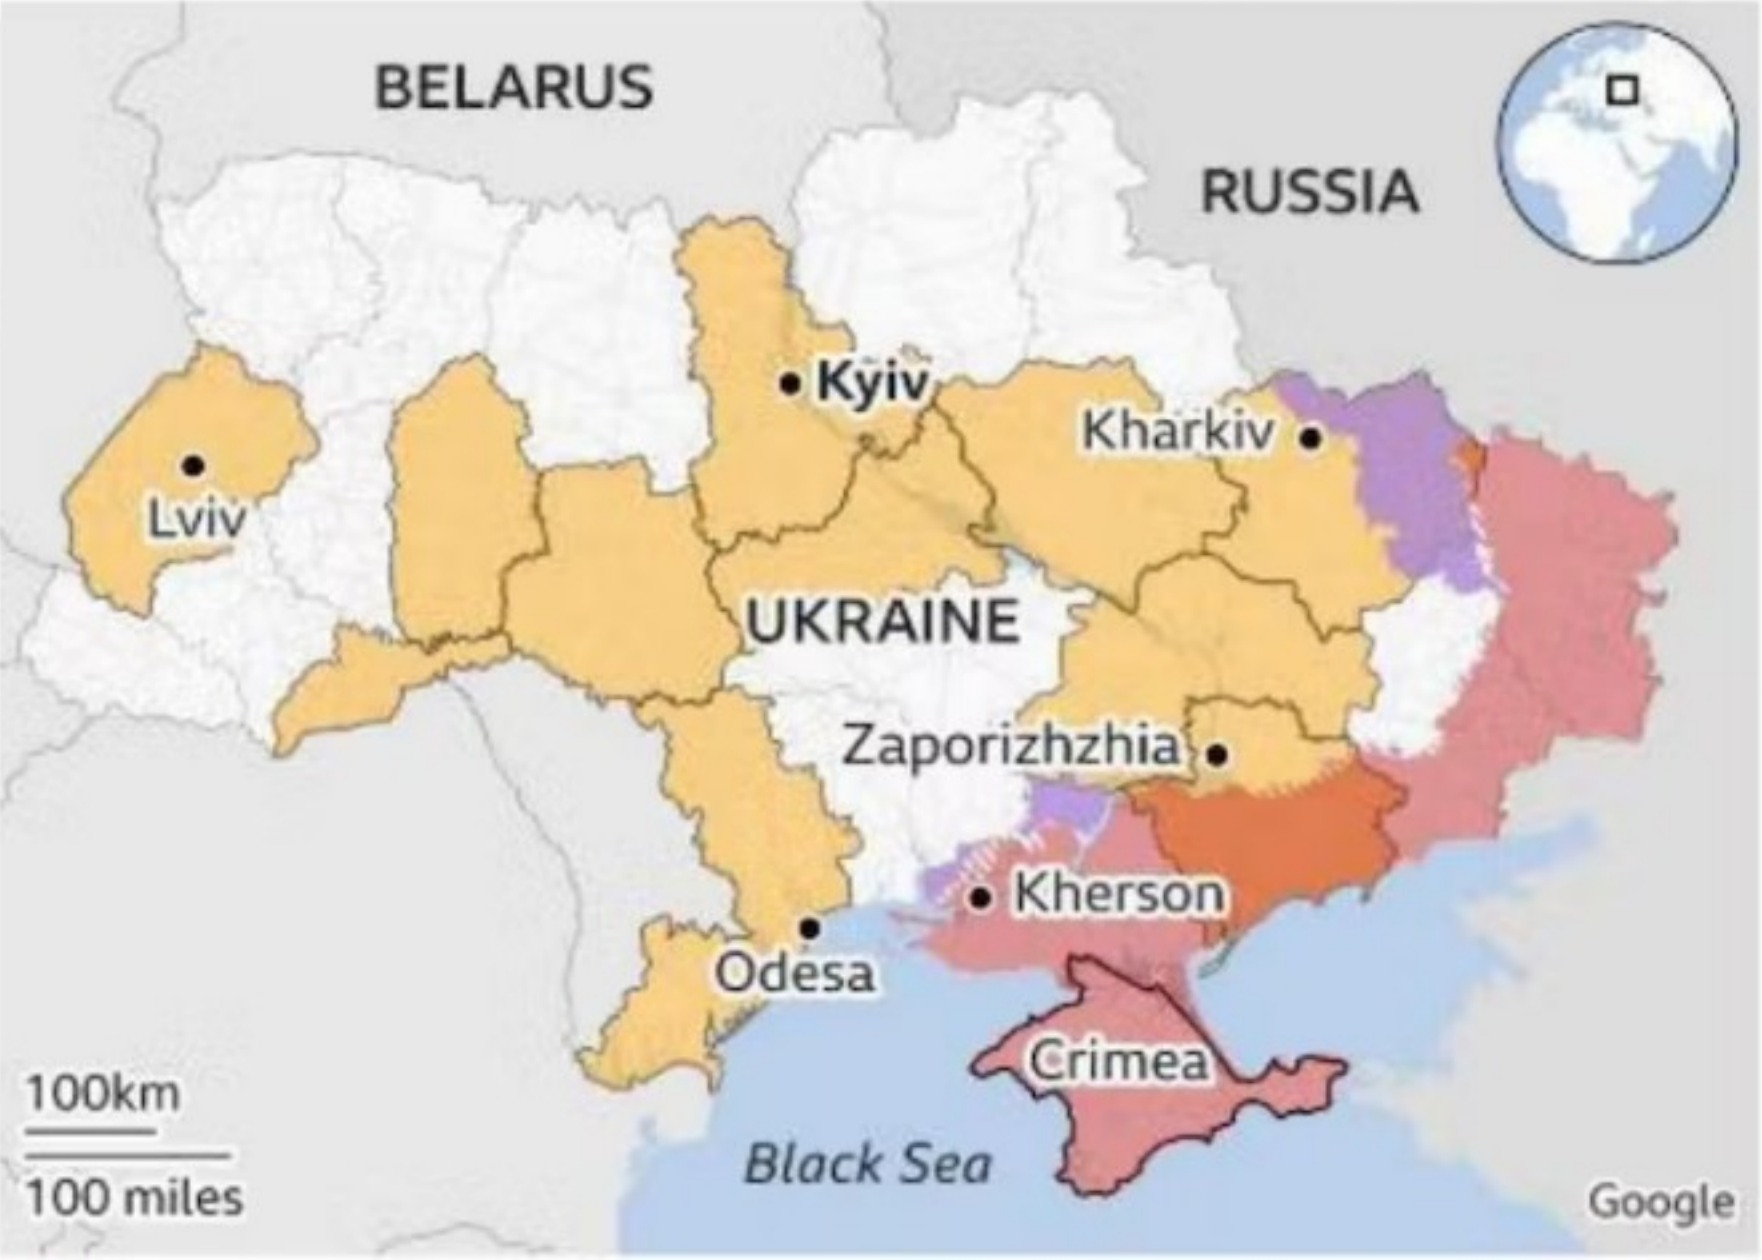 BELARUS
RUSSIA
Kyiv
Kharkiv
Lviv
UKRAINE
Zaporizhzhia
Kherson
Odesa
Crimea
100km
Black Sea
100 miles
Google